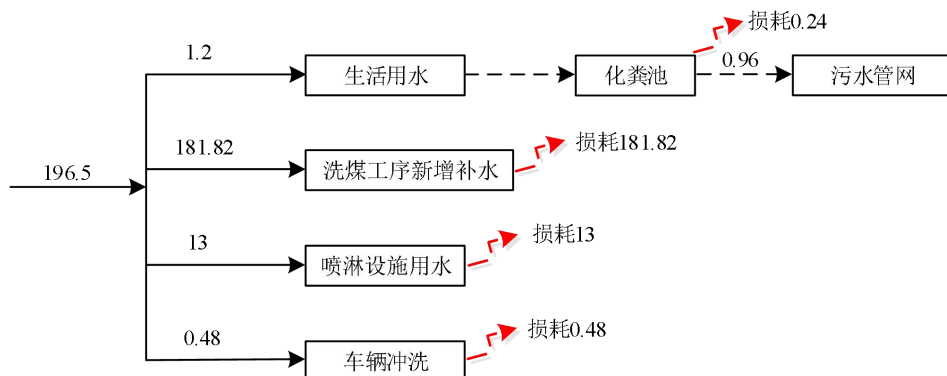 损耗0.24
1.2
生活用水
化粪池
0.96
污水管网
196.5
181.82
洗煤工序新增补水
损耗181.82
13
喷淋设施用水
损耗13
0.48
车辆冲洗
损耗0.48